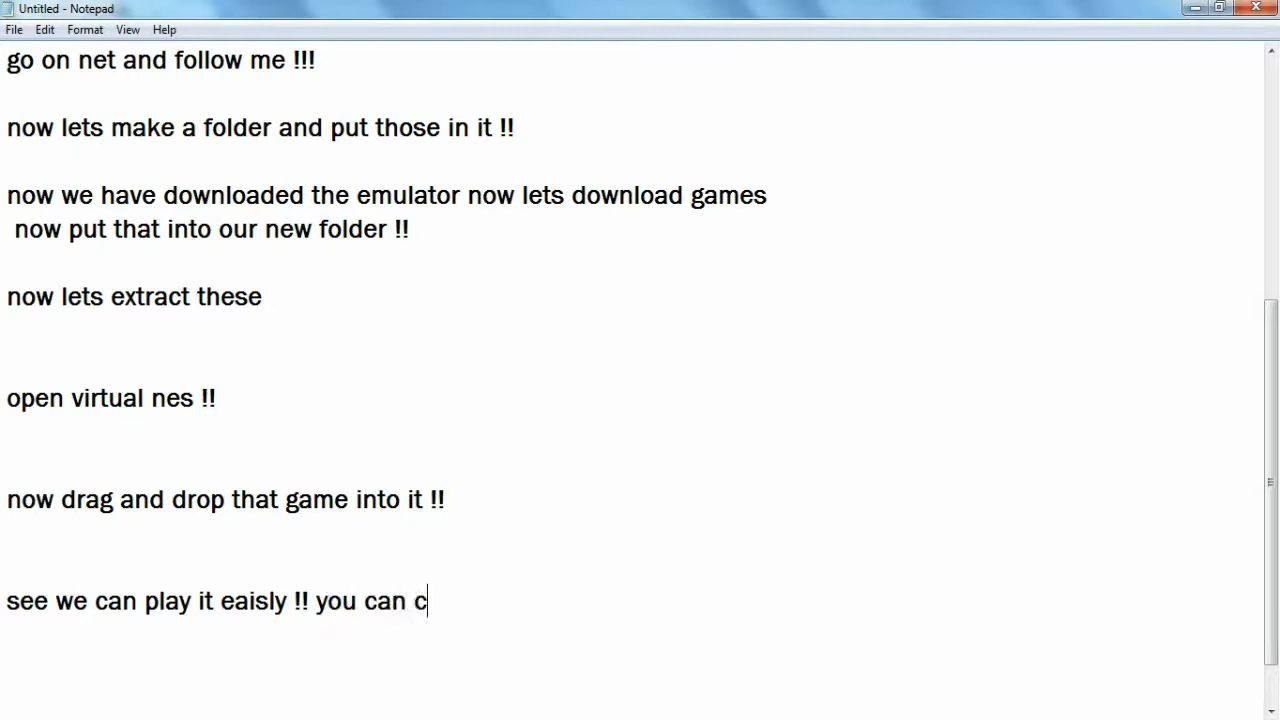 Untitled - Notepad
File Edit Format View Help
go on net and follow me !!!
now lets make a folder and put those in it !!
now we have downloaded the emulator now lets download games
now put that into our new folder !!
now lets extract these
open virtual nes !!
now drag and drop that game into it !!
see we can play it eaisly !! you can c